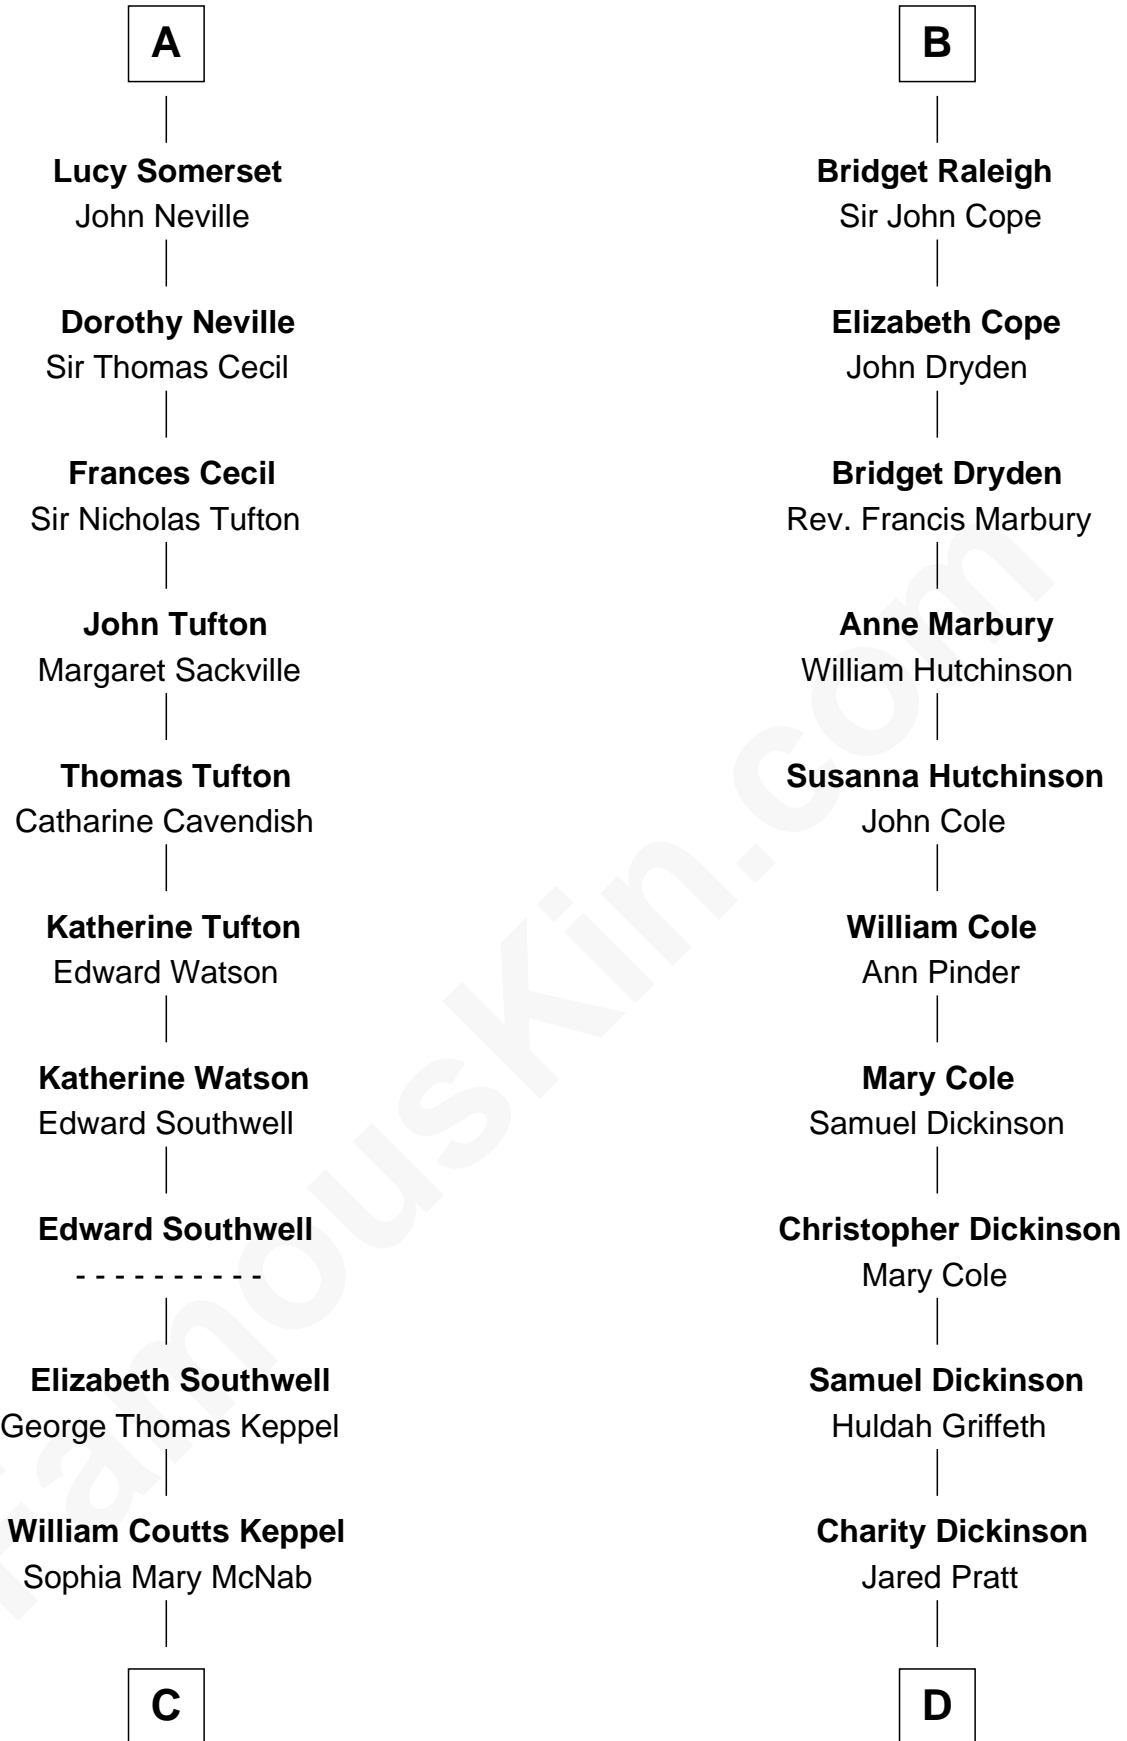 A
Lucy Somerset
John Neville
Dorothy Neville
Sir Thomas Cecil
Frances Cecil
Sir Nicholas Tufton
John Tufton
Margaret Sackville
Thomas Tufton
Catharine Cavendish
Katherine Tufton
Edward Watson
Katherine Watson
Edward Southwell
Edward Southwell
- - - - - - - - - -
Elizabeth Southwell
George Thomas Keppel
William Coutts Keppel
Sophia Mary McNab
C
B
Bridget Raleigh
Sir John Cope
Elizabeth Cope
John Dryden
Bridget Dryden
Rev. Francis Marbury
Anne Marbury
William Hutchinson
Susanna Hutchinson
John Cole
William Cole
Ann Pinder
Mary Cole
Samuel Dickinson
Christopher Dickinson
Mary Cole
Samuel Dickinson
Huldah Griffeth
Charity Dickinson
Jared Pratt
D
FamousKin.com